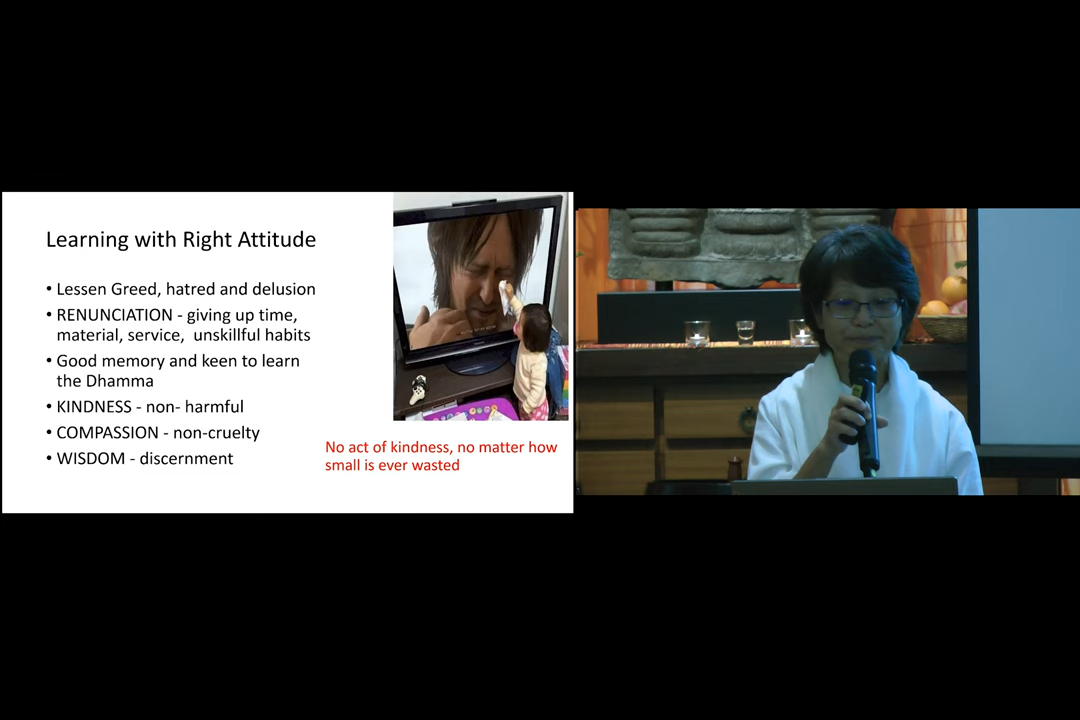 Learning with Right Attitude
• Lessen Greed, hatred and delusion
• RENUNCIATION - giving up time,
material, service,  unskillful habits
• Good memory and keen to learn
the Dhamma
• KINDNESS - non- harmful
• COMPASSION - non-cruelty
• WISDOM - discernment
No act of kindness, no matter how
small is ever wasted